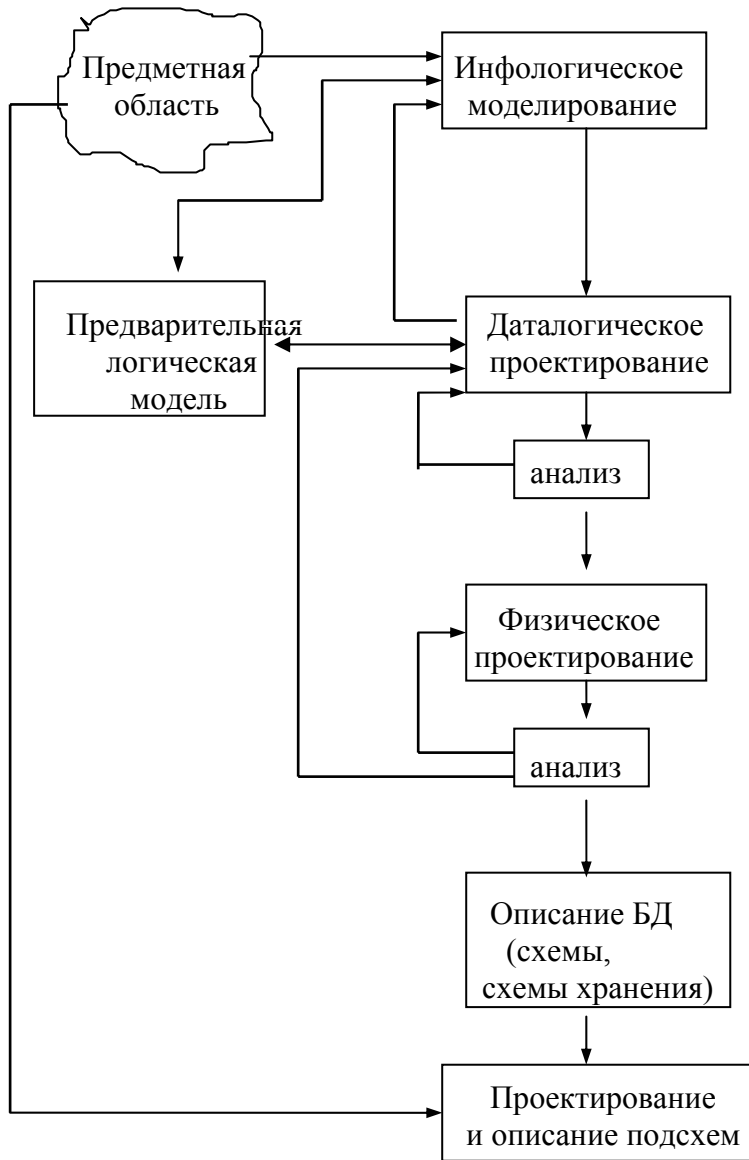 Предметная
область
Инфологическое
моделирование
Предварительная
логическая
модель
Даталогическое
проектирование
анализ
Физическое
проектирование
анализ
Описание БД
(схемы,
схемы хранения)
Проектирование
и описание подсхем